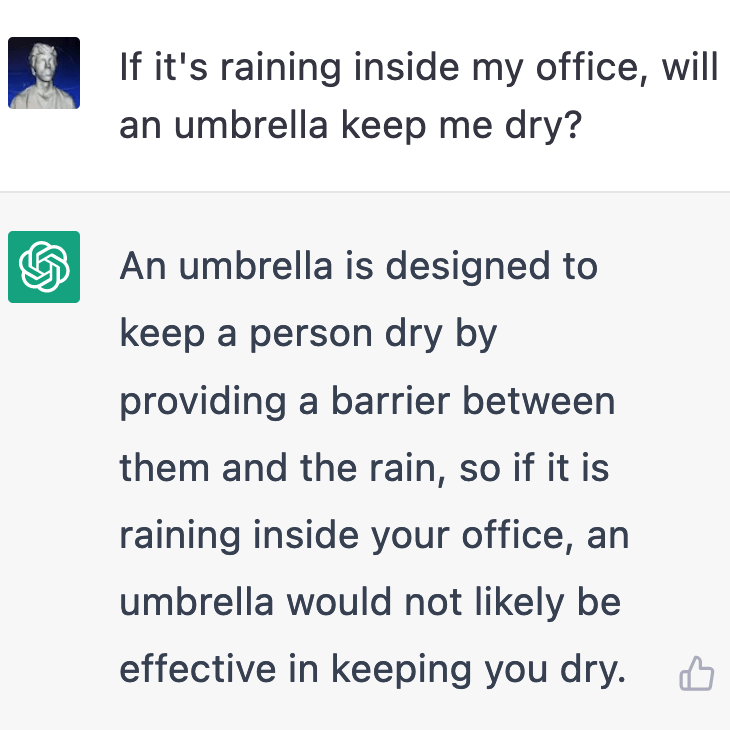 If it's raining inside my office, will
an umbrella keep me dry?
An umbrella is designed to
keep a person dry by
providing a barrier between
them and the rain, so if it is
raining inside your office, an
umbrella would not likely be
effective in keeping you dry.